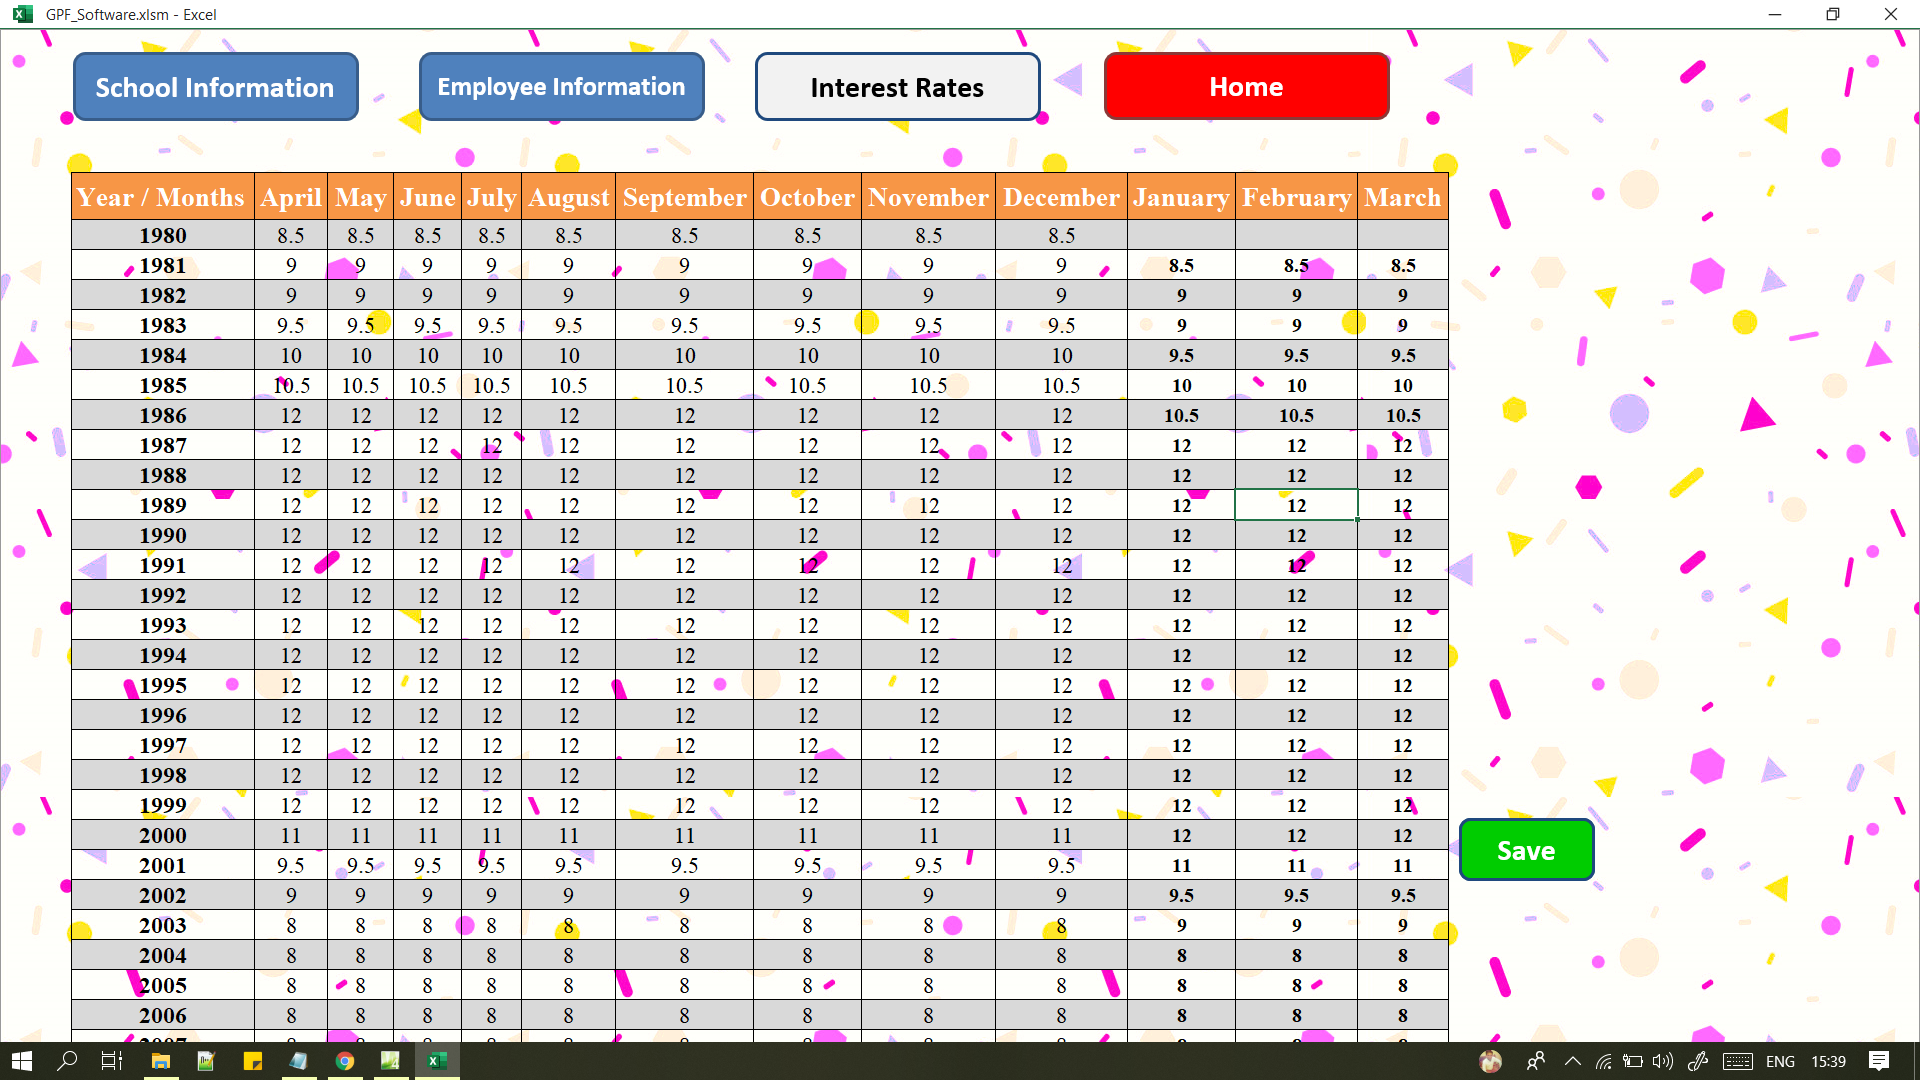 GPF_Software.xlsm - Excel
School Information Employee Information Interest Rates Home
Year / Months April May June July August September October November December January February March
1980 8.5 8.5 8.5 8.5 8.5 8.5 8.5 8.5 8.5
1981 9 9 9 9 9 9 9 9 9 8.5 8.5 8.5
1982 9 9 9 9 9 9 9 9 9 9 9 9
1983 9.5 9.5 9.5 9.5 9.5 9.5 9.5 9.5 9.5 9 9 9
1984 10 10 10 10 10 10 10 10 10 9.5 9.5 9.5
1985 10.5 10.5 10.5 10.5 10.5 10.5 10.5 10.5 10.5 10 10 10
1986 12 12 12 12 12 12 12 12 12 10.5 10.5 10.5
1987 12 12 12 12 12 12 12 12 12 12 12 12
1988 12 12 12 12 12 12 12 12 12 12 12 12
1989 12 12 12 12 12 12 12 12 12 12 12 12
1990 12 12 12 12 12 12 12 12 12 12 12 12
1991 12 12 12 12 12 12 12 12 12 12 12 12
1992 12 12 12 12 12 12 12 12 12 12 12 12
1993 12 12 12 12 12 12 12 12 12 12 12 12
1994 12 12 12 12 12 12 12 12 12 12 12 12
1995 12 12 12 12 12 12 12 12 12 12 12 12
1996 12 12 12 12 12 12 12 12 12 12 12 12
1997 12 12 12 12 12 12 12 12 12 12 12 12
1998 12 12 12 12 12 12 12 12 12 12 12 12
1999 12 12 12 12 12 12 12 12 12 12 12 12
2000 11 11 11 11 11 11 11 11 11 12 12 12
2001 9.5 9.5 9.5 9.5 9.5 9.5 9.5 9.5 9.5 11 11 11
Save
2002 9 9 9 9 9 9 9 9 9 9.5 9.5 9.5
2003 8 8 8 8 8 8 8 8 8 9 9 9
2004 8 8 8 8 8 8 8 8 8 8 8 8
2005 8 8 8 8 8 8 8 8 8 8 8 8
2006 8 8 8 8 8 8 8 8 8 8 8 8
ENG 15:39